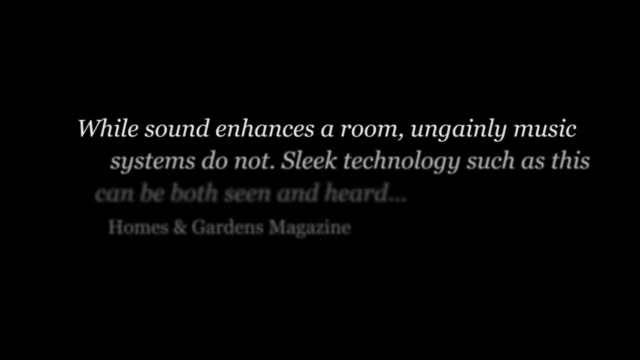 While sound enhances a room, ungainly music
systems do not. Sleek technology such as this
can be both seen and heard...
Homes & Gardens Magazine